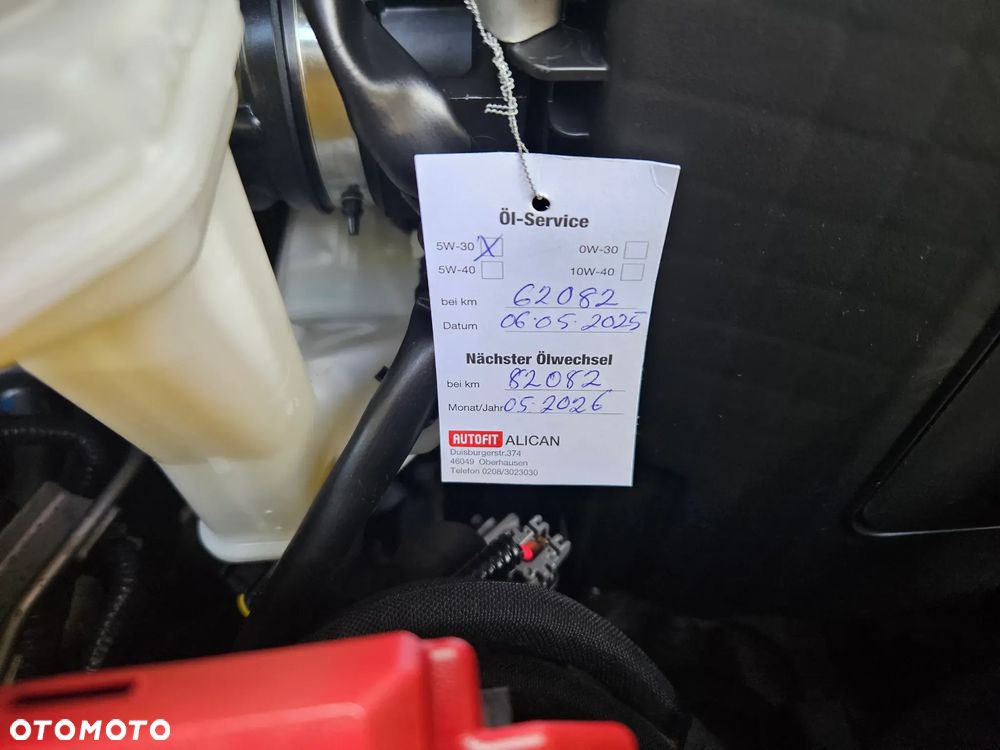 Öl-Service
5W-30 X 0W-30
5W-40 10W-40
bei km 62082
Datum 06.05.2025
Nächster Ölwechsel
bei km 82082
Monat/Jahr 05.2026
AUTOFIT ALICAN
Duisburgerstr.374
46049 Oberhausen
Telefon 0208/3023030
OTOMOTO